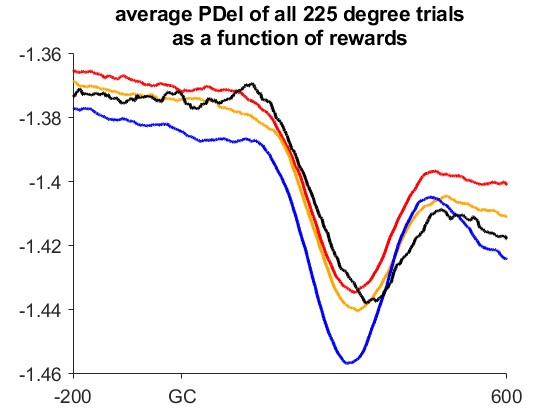 average PDel of all 225 degree trials
as a function of rewards
-1.36
-1.38
-1.4
-1.42
-1.44
-1.46
-200 GC 600